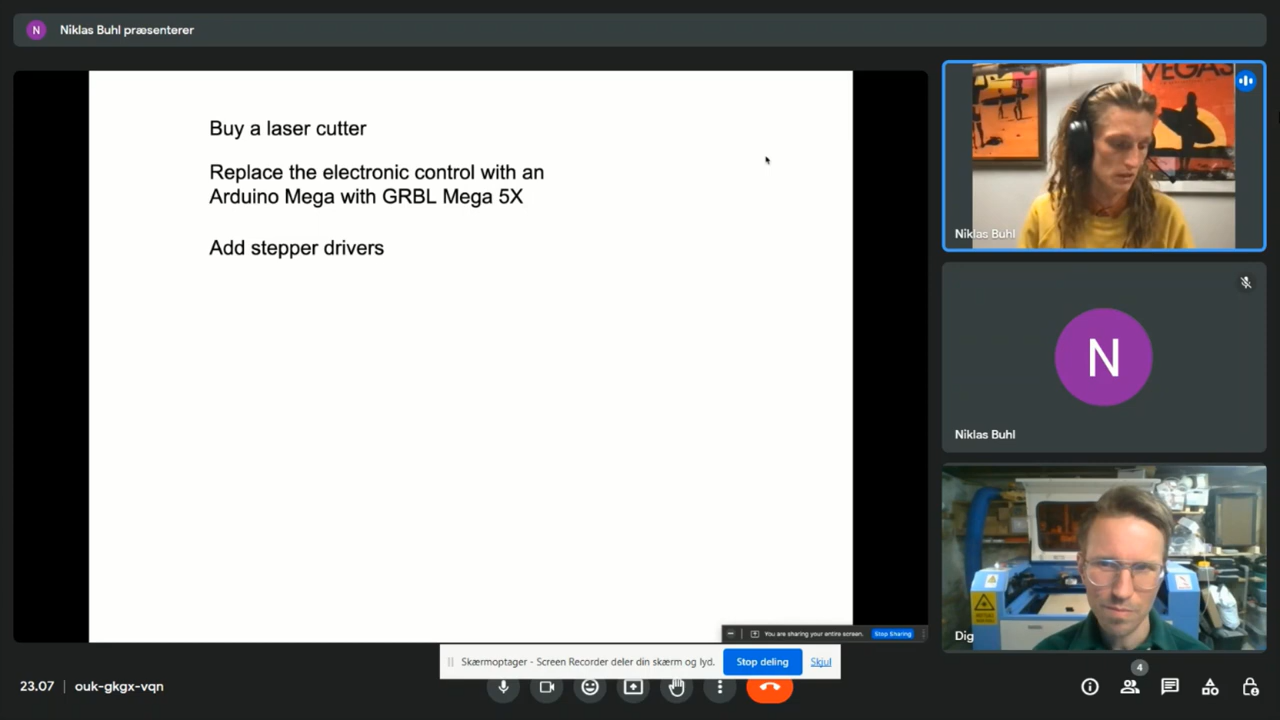 N
Niklas Buhl præsenterer
Buy a laser cutter
Replace the electronic control with an
Arduino Mega with GRBL Mega 5X
Add stepper drivers
VEGAS
Niklas Buhl
N
Niklas Buhl
Dig
You are sharing your entire screen.
Stop Sharing
Skærmoptager - Screen Recorder deler din skærm og lyd.
Stop deling
Skjul
23.07
ouk-gkgx-vqn
4